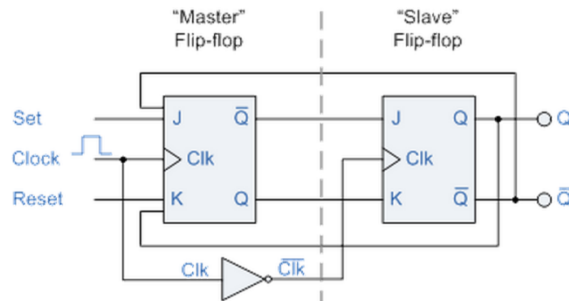 “Master”
Flip-flop
“Slave”
Flip-flop
Set
J
Q̅
J
Q
Q
Clock
Clk
Clk
Reset
K
Q
K
Q̅
Q̅
Clk
C̅l̅k̅